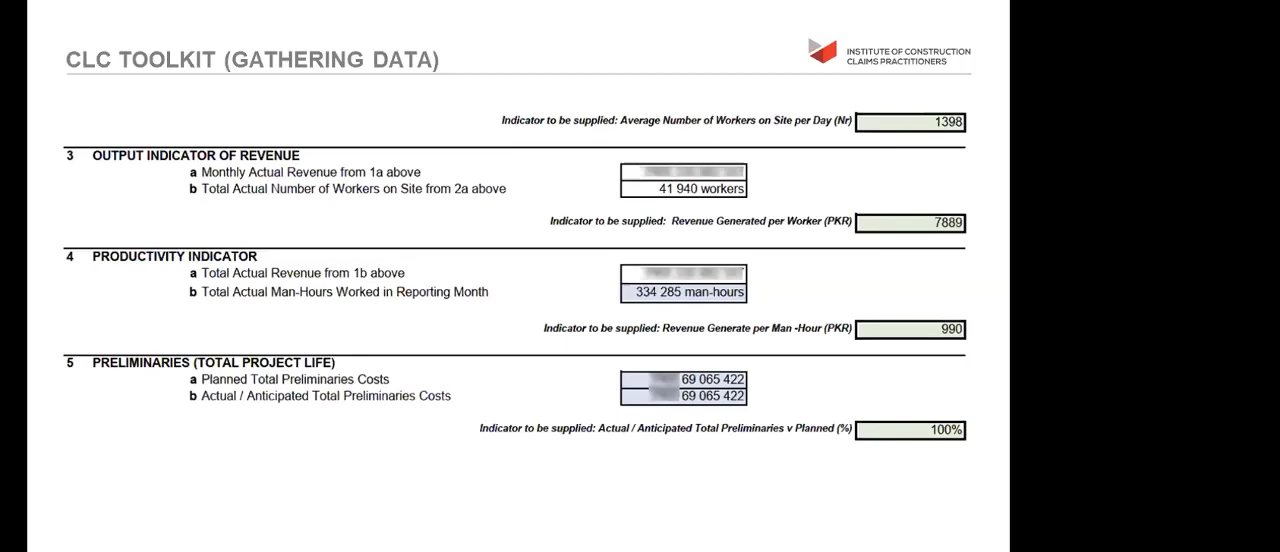 CLC TOOLKIT (GATHERING DATA)
INSTITUTE OF CONSTRUCTION
CLAIMS PRACTITIONERS
Indicator to be supplied: Average Number of Workers on Site per Day (Nr) 1398
3 OUTPUT INDICATOR OF REVENUE
a Monthly Actual Revenue from 1a above
b Total Actual Number of Workers on Site from 2a above 41 940 workers
Indicator to be supplied: Revenue Generated per Worker (PKR) 7889
4 PRODUCTIVITY INDICATOR
a Total Actual Revenue from 1b above
b Total Actual Man-Hours Worked in Reporting Month 334 285 man-hours
Indicator to be supplied: Revenue Generate per Man -Hour (PKR) 990
5 PRELIMINARIES (TOTAL PROJECT LIFE)
a Planned Total Preliminaries Costs 69 065 422
b Actual / Anticipated Total Preliminaries Costs 69 065 422
Indicator to be supplied: Actual / Anticipated Total Preliminaries v Planned (%) 100%